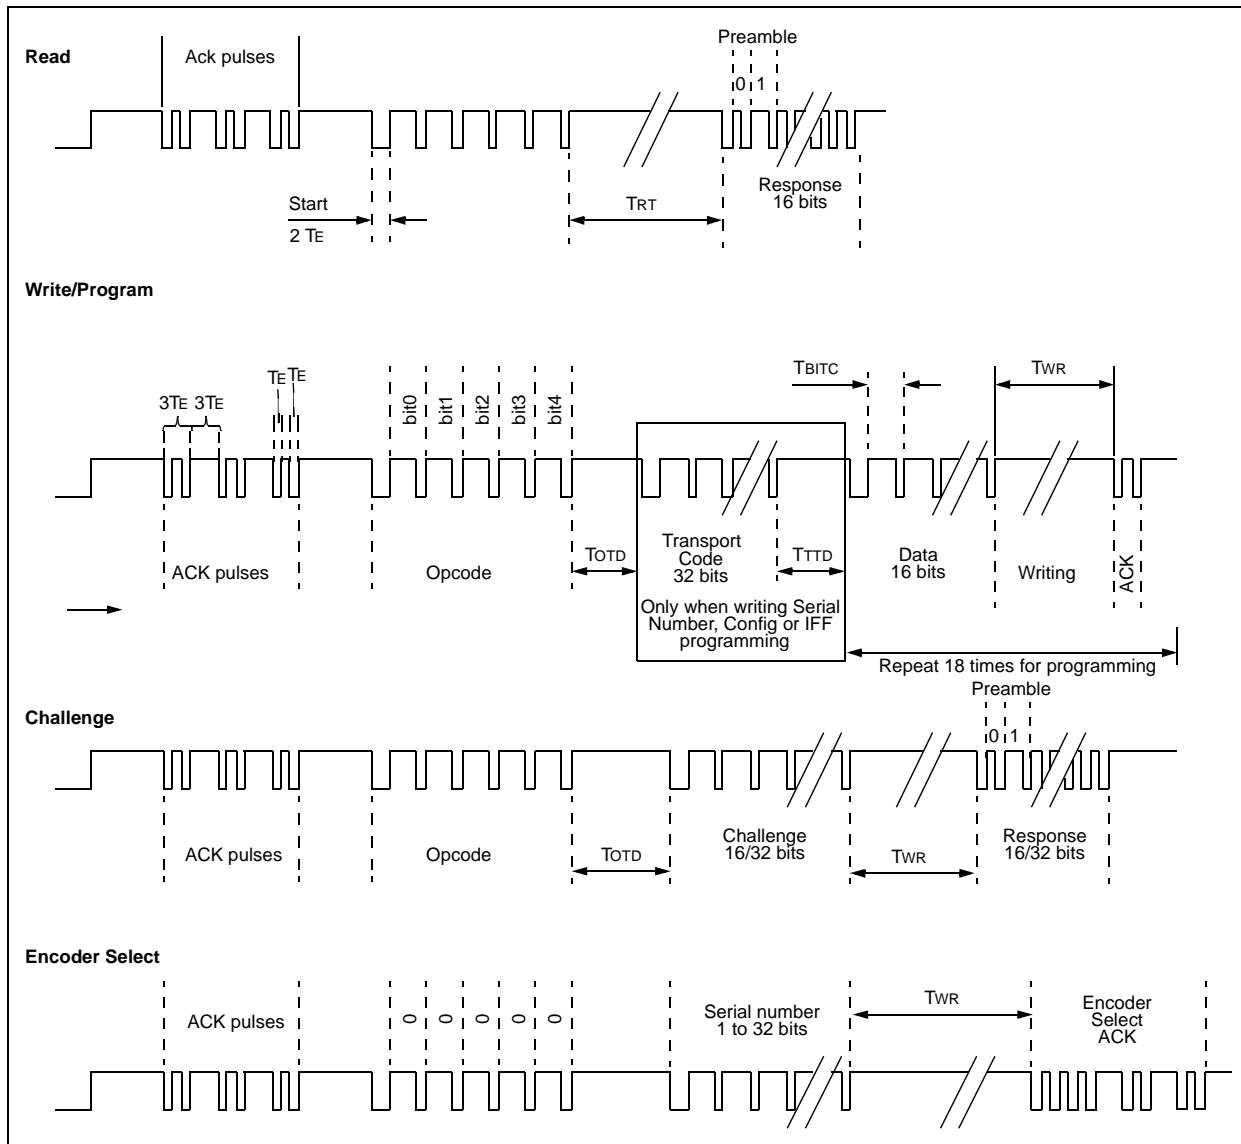 Read
Ack pulses
Preamble
0 1
Start
2 TE
TRT
Response
16 bits
Write/Program
3TE 3TE
TE TE
bit0 bit1 bit2 bit3 bit4
TBITC
TWR
ACK pulses
Opcode
TOTD
Transport
Code
32 bits
TTTD
Data
16 bits
Writing
ACK
Only when writing Serial
Number, Config or IFF
programming
Repeat 18 times for programming
Challenge
Preamble
0 1
ACK pulses
Opcode
TOTD
Challenge
16/32 bits
TWR
Response
16/32 bits
Encoder Select
ACK pulses
0 0 0 0 0
Serial number
1 to 32 bits
TWR
Encoder
Select
ACK